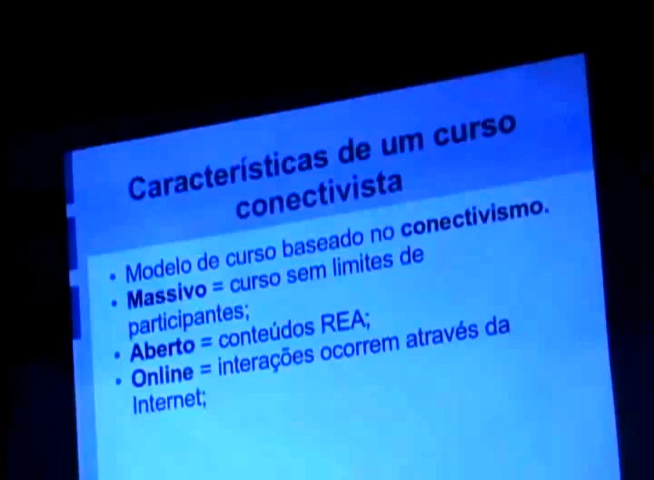 Características de um curso
conectivista
• Modelo de curso baseado no conectivismo.
• Massivo = curso sem limites de
participantes;
• Aberto = conteúdos REA;
• Online = interações ocorrem através da
Internet;